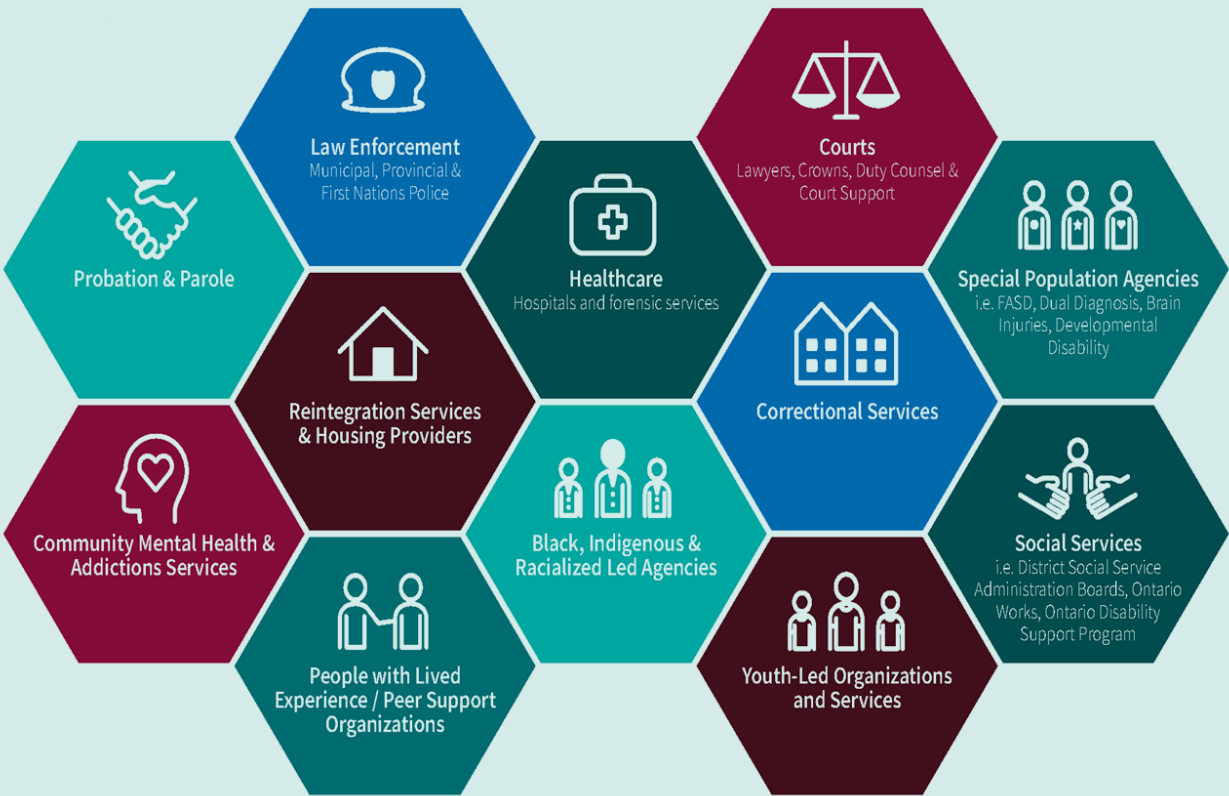 Law Enforcement
Municipal, Provincial &
First Nations Police
Courts
Lawyers, Crowns, Duty Counsel &
Court Support
Probation & Parole
Healthcare
Hospitals and forensic services
Special Population Agencies
i.e. FASD, Dual Diagnosis, Brain
Injuries, Developmental
Disability
Reintegration Services
& Housing Providers
Correctional Services
Community Mental Health &
Addictions Services
Black, Indigenous &
Racialized Led Agencies
Social Services
i.e. District Social Service
Administration Boards, Ontario
Works, Ontario Disability
Support Program
People with Lived
Experience / Peer Support
Organizations
Youth-Led Organizations
and Services